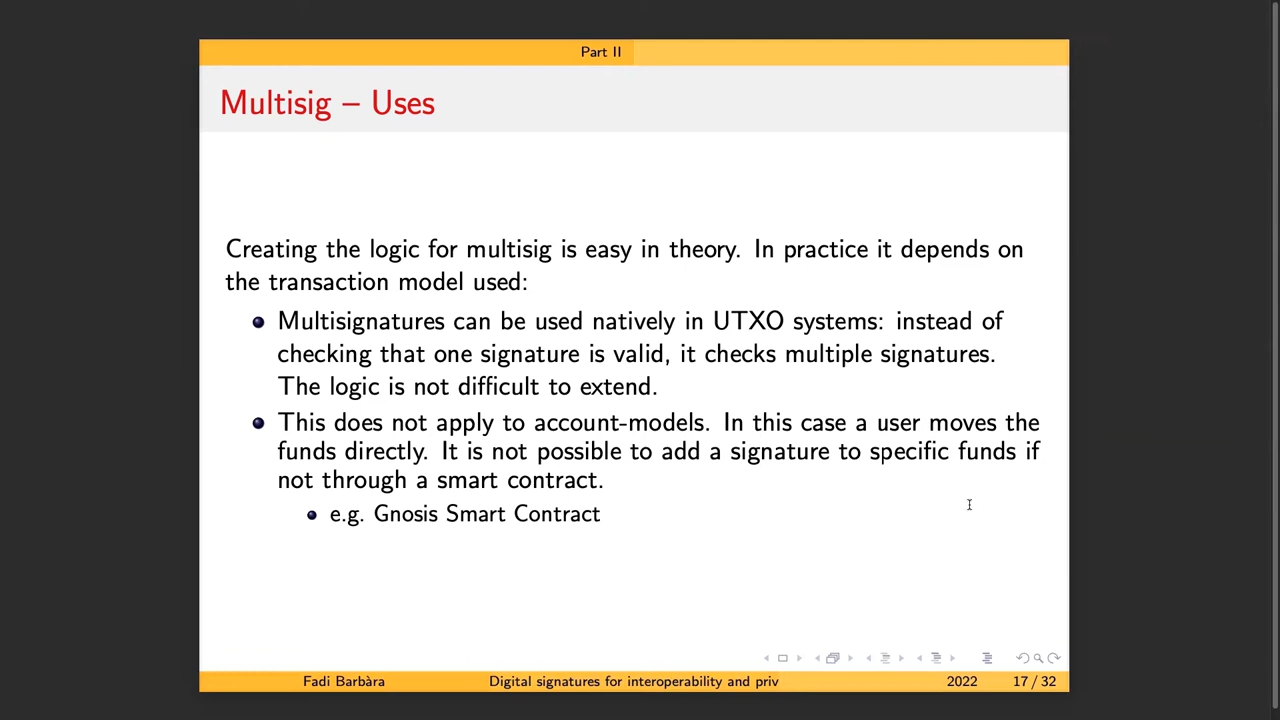 Part II
Multisig – Uses
Creating the logic for multisig is easy in theory. In practice it depends on
the transaction model used:
Multisignatures can be used natively in UTXO systems: instead of
checking that one signature is valid, it checks multiple signatures.
The logic is not difficult to extend.
This does not apply to account-models. In this case a user moves the
funds directly. It is not possible to add a signature to specific funds if
not through a smart contract.
e.g. Gnosis Smart Contract
Fadi Barbàra Digital signatures for interoperability and priv 2022 17 / 32